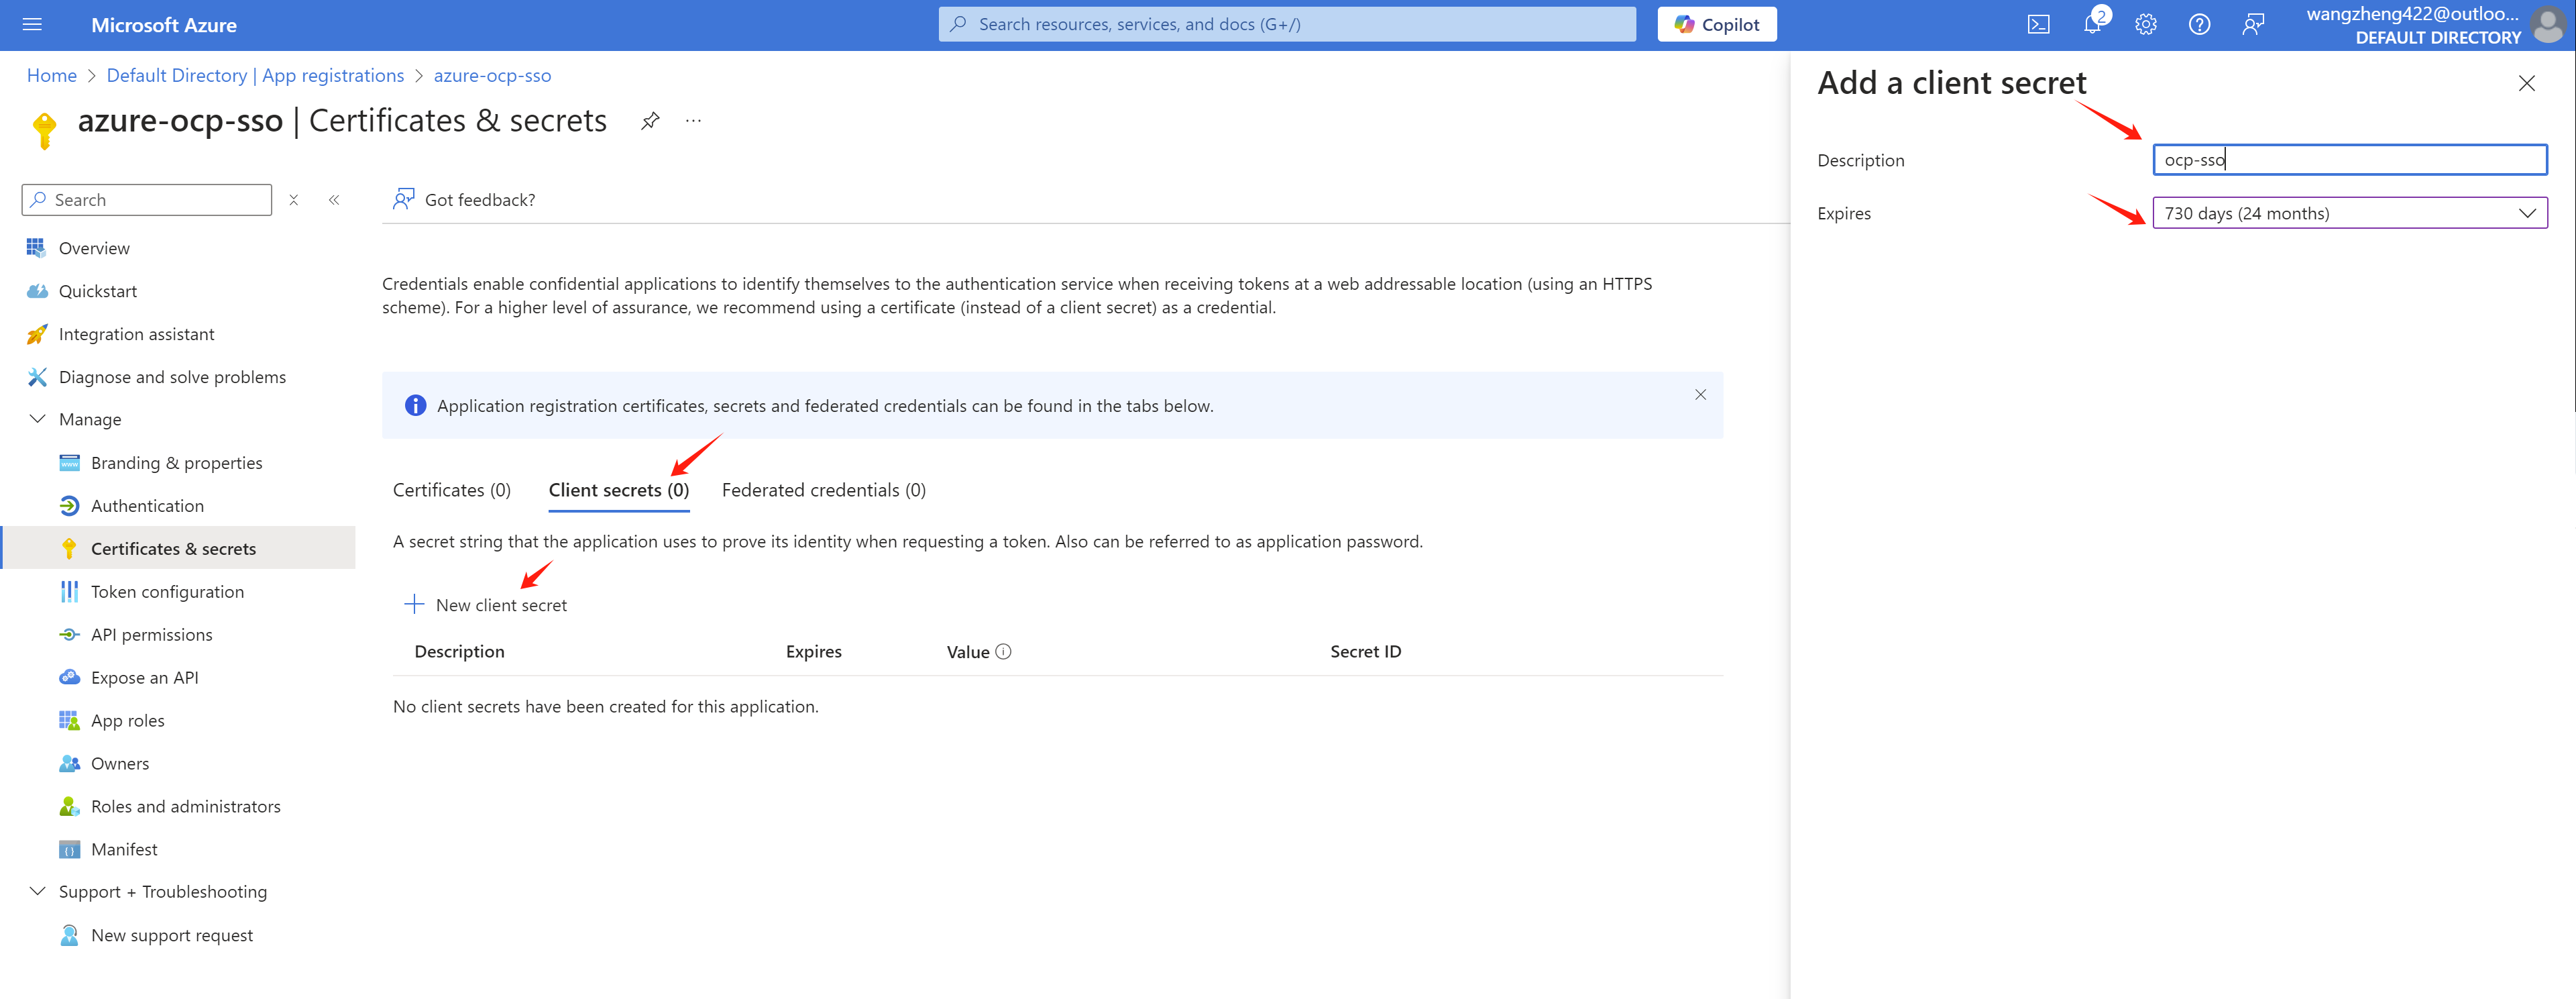 Microsoft Azure
Search resources, services, and docs (G+/)
Copilot
2
wangzheng422@outloo...
DEFAULT DIRECTORY
Home > Default Directory | App registrations > azure-ocp-sso
azure-ocp-sso | Certificates & secrets
...
Search
Overview
Quickstart
Integration assistant
Diagnose and solve problems
Manage
Branding & properties
Authentication
Certificates & secrets
Token configuration
API permissions
Expose an API
App roles
Owners
Roles and administrators
Manifest
Support + Troubleshooting
New support request
Got feedback?
Credentials enable confidential applications to identify themselves to the authentication service when receiving tokens at a web addressable location (using an HTTPS
scheme). For a higher level of assurance, we recommend using a certificate (instead of a client secret) as a credential.
Application registration certificates, secrets and federated credentials can be found in the tabs below.
Certificates (0) Client secrets (0) Federated credentials (0)
A secret string that the application uses to prove its identity when requesting a token. Also can be referred to as application password.
New client secret
Description Expires Value Secret ID
No client secrets have been created for this application.
Add a client secret
Description ocp-sso
Expires 730 days (24 months)